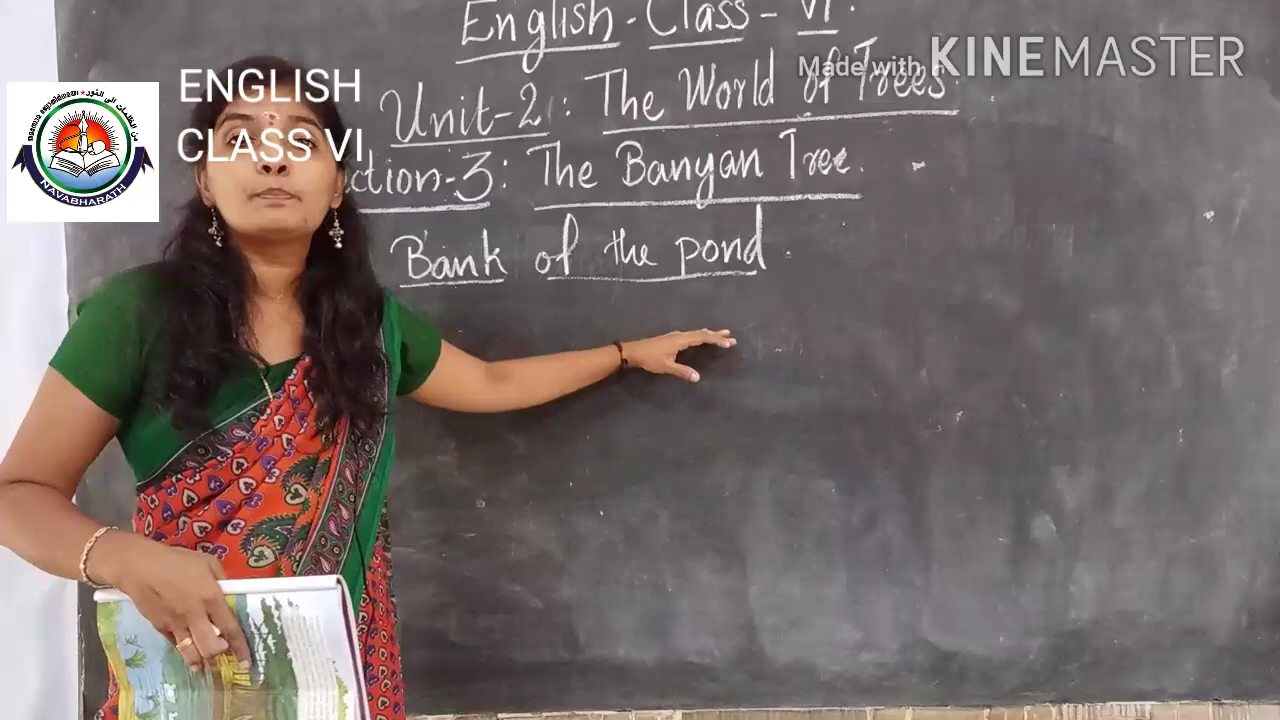 English - Class - VI.
Made with KINEMASTER
ENGLISH
CLASS VI
Unit-2 : The World of Trees.
ction-3 : The Banyan Tree.
Bank of the pond.
NAVABHARATH